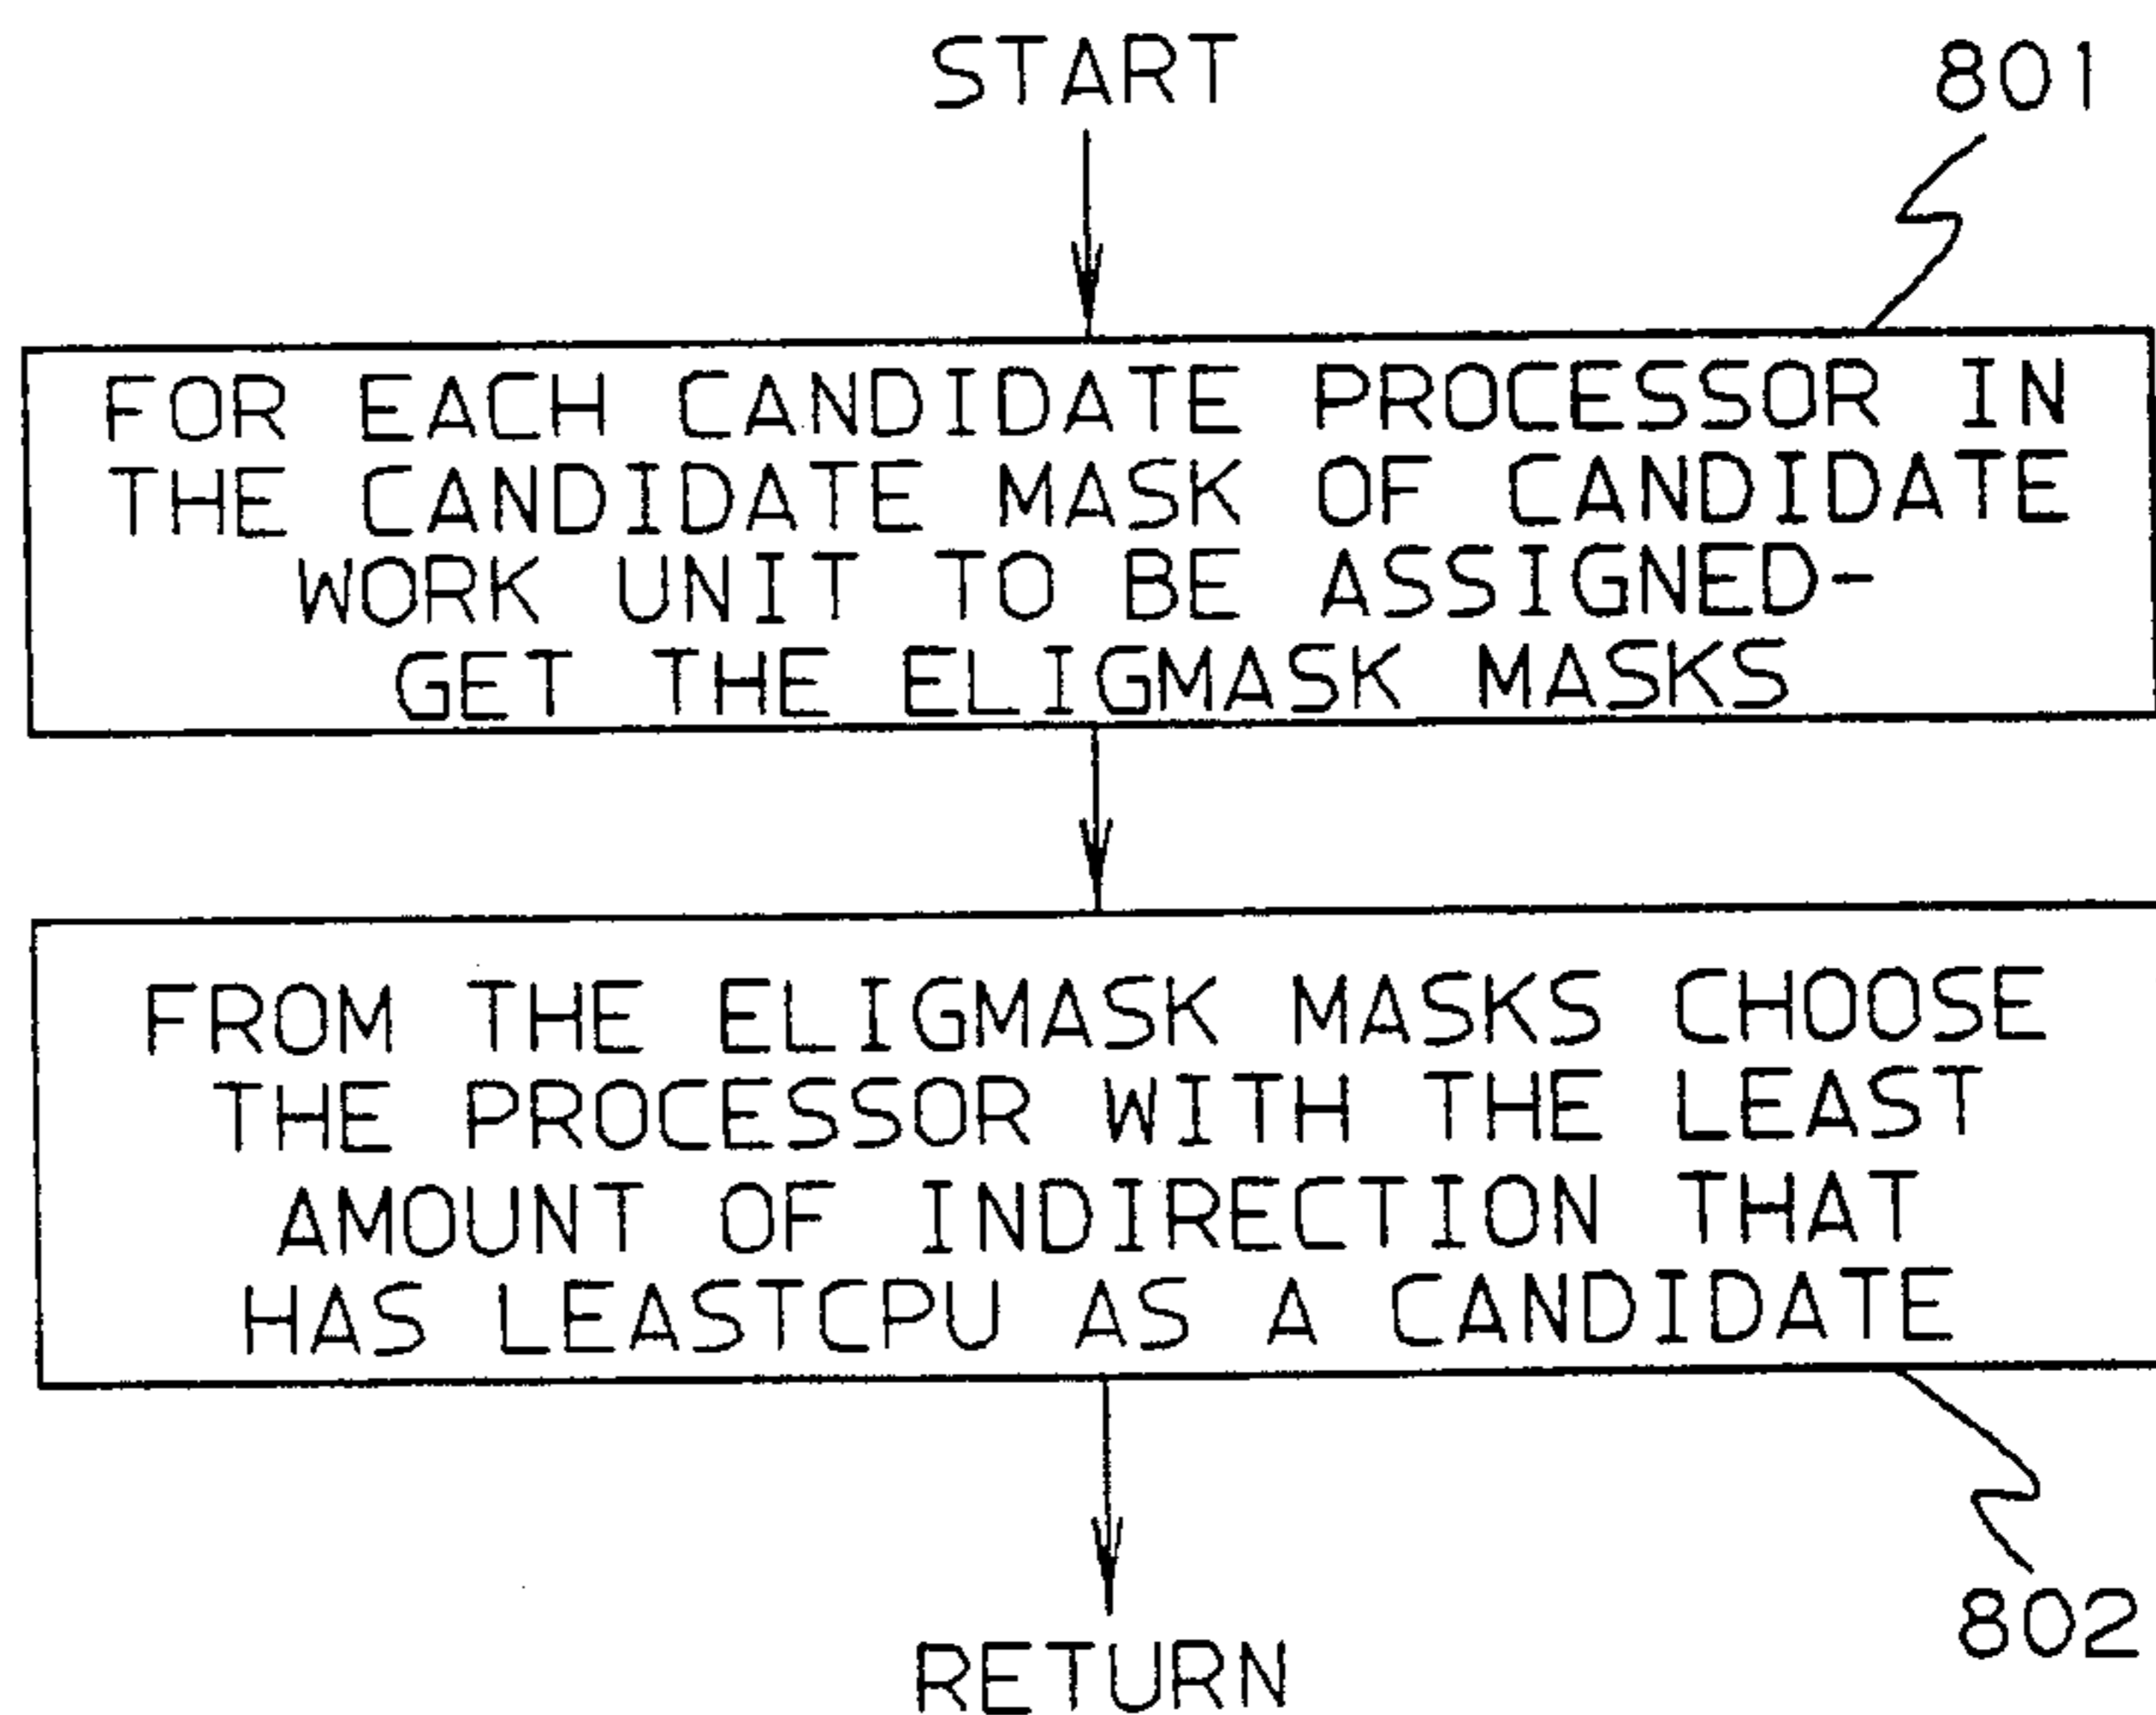 START
801
FOR EACH CANDIDATE PROCESSOR IN
THE CANDIDATE MASK OF CANDIDATE
WORK UNIT TO BE ASSIGNED-
GET THE ELIGMASK MASKS
FROM THE ELIGMASK MASKS CHOOSE
THE PROCESSOR WITH THE LEAST
AMOUNT OF INDIRECTION THAT
HAS LEASTCPU AS A CANDIDATE
802
RETURN